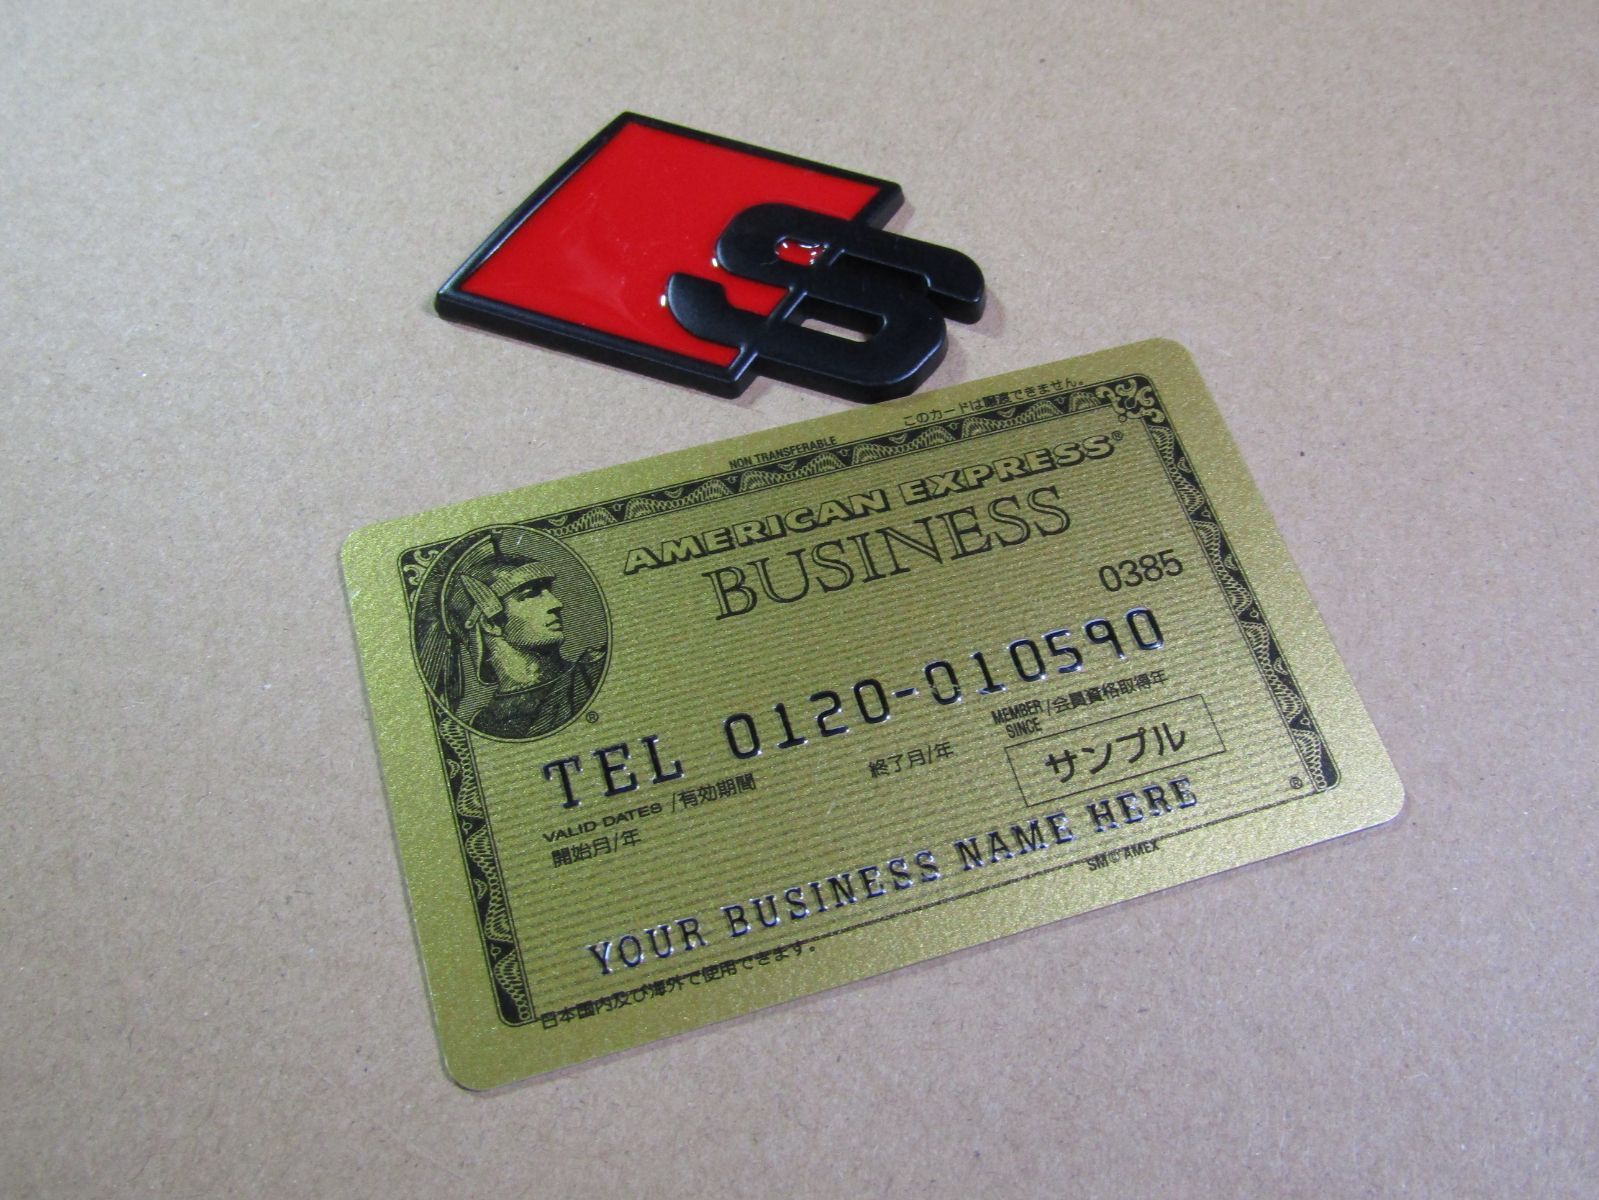 S
このカードは譲渡できません。
NON TRANSFERABLE
AMERICAN EXPRESS®
BUSINESS
0385
TEL 0120-010590
MEMBER SINCE/会員資格取得年
サンプル
VALID DATES/有効期間
開始月/年
終了月/年
®
®
YOUR BUSINESS NAME HERE
SM©AMEX
日本国内及び海外で使用できます。